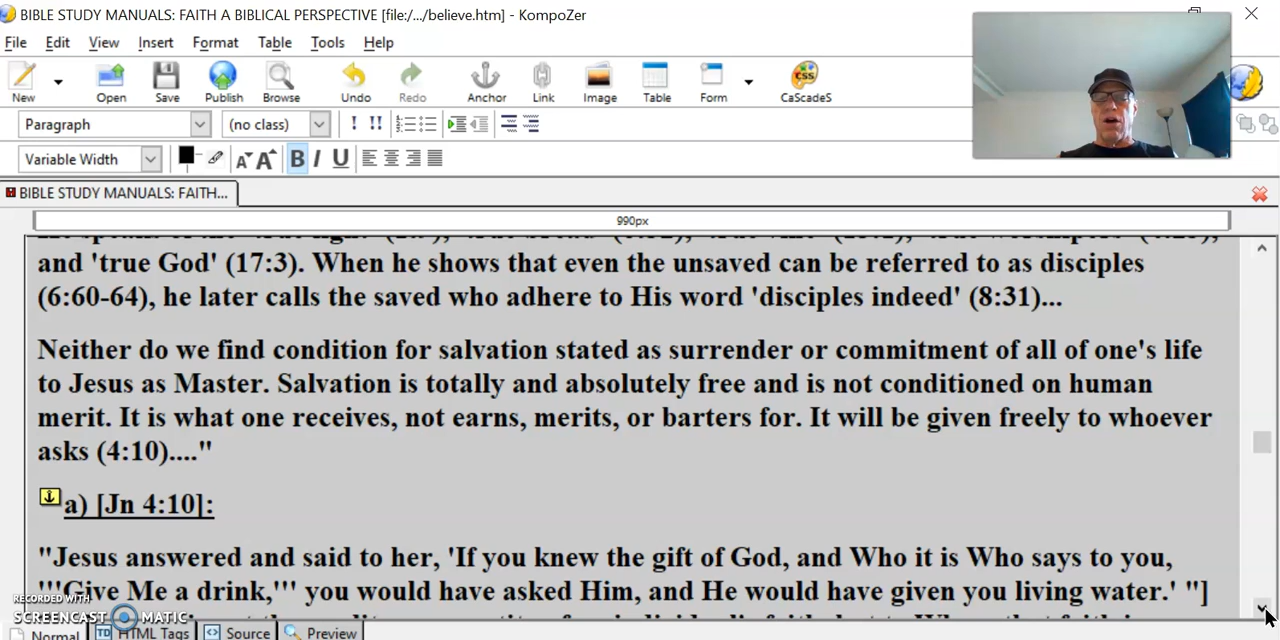 BIBLE STUDY MANUALS: FAITH A BIBLICAL PERSPECTIVE [file:/.../believe.htm] - KompoZer
File Edit View Insert Format Table Tools Help
New Open Save Publish Browse Undo Redo Anchor Link Image Table Form CaScadeS
Paragraph (no class) ! !!
Variable Width A A B I U
BIBLE STUDY MANUALS: FAITH...
990px
and 'true God' (17:3). When he shows that even the unsaved can be referred to as disciples
(6:60-64), he later calls the saved who adhere to His word 'disciples indeed' (8:31)...
Neither do we find condition for salvation stated as surrender or commitment of all of one's life
to Jesus as Master. Salvation is totally and absolutely free and is not conditioned on human
merit. It is what one receives, not earns, merits, or barters for. It will be given freely to whoever
asks (4:10)...."
a) [Jn 4:10]:
"Jesus answered and said to her, 'If you knew the gift of God, and Who it is Who says to you,
'''Give Me a drink,''' you would have asked Him, and He would have given you living water.' "]
RECORDED WITH
SCREENCAST MATIC
Normal TD HTML Tags <> Source Preview